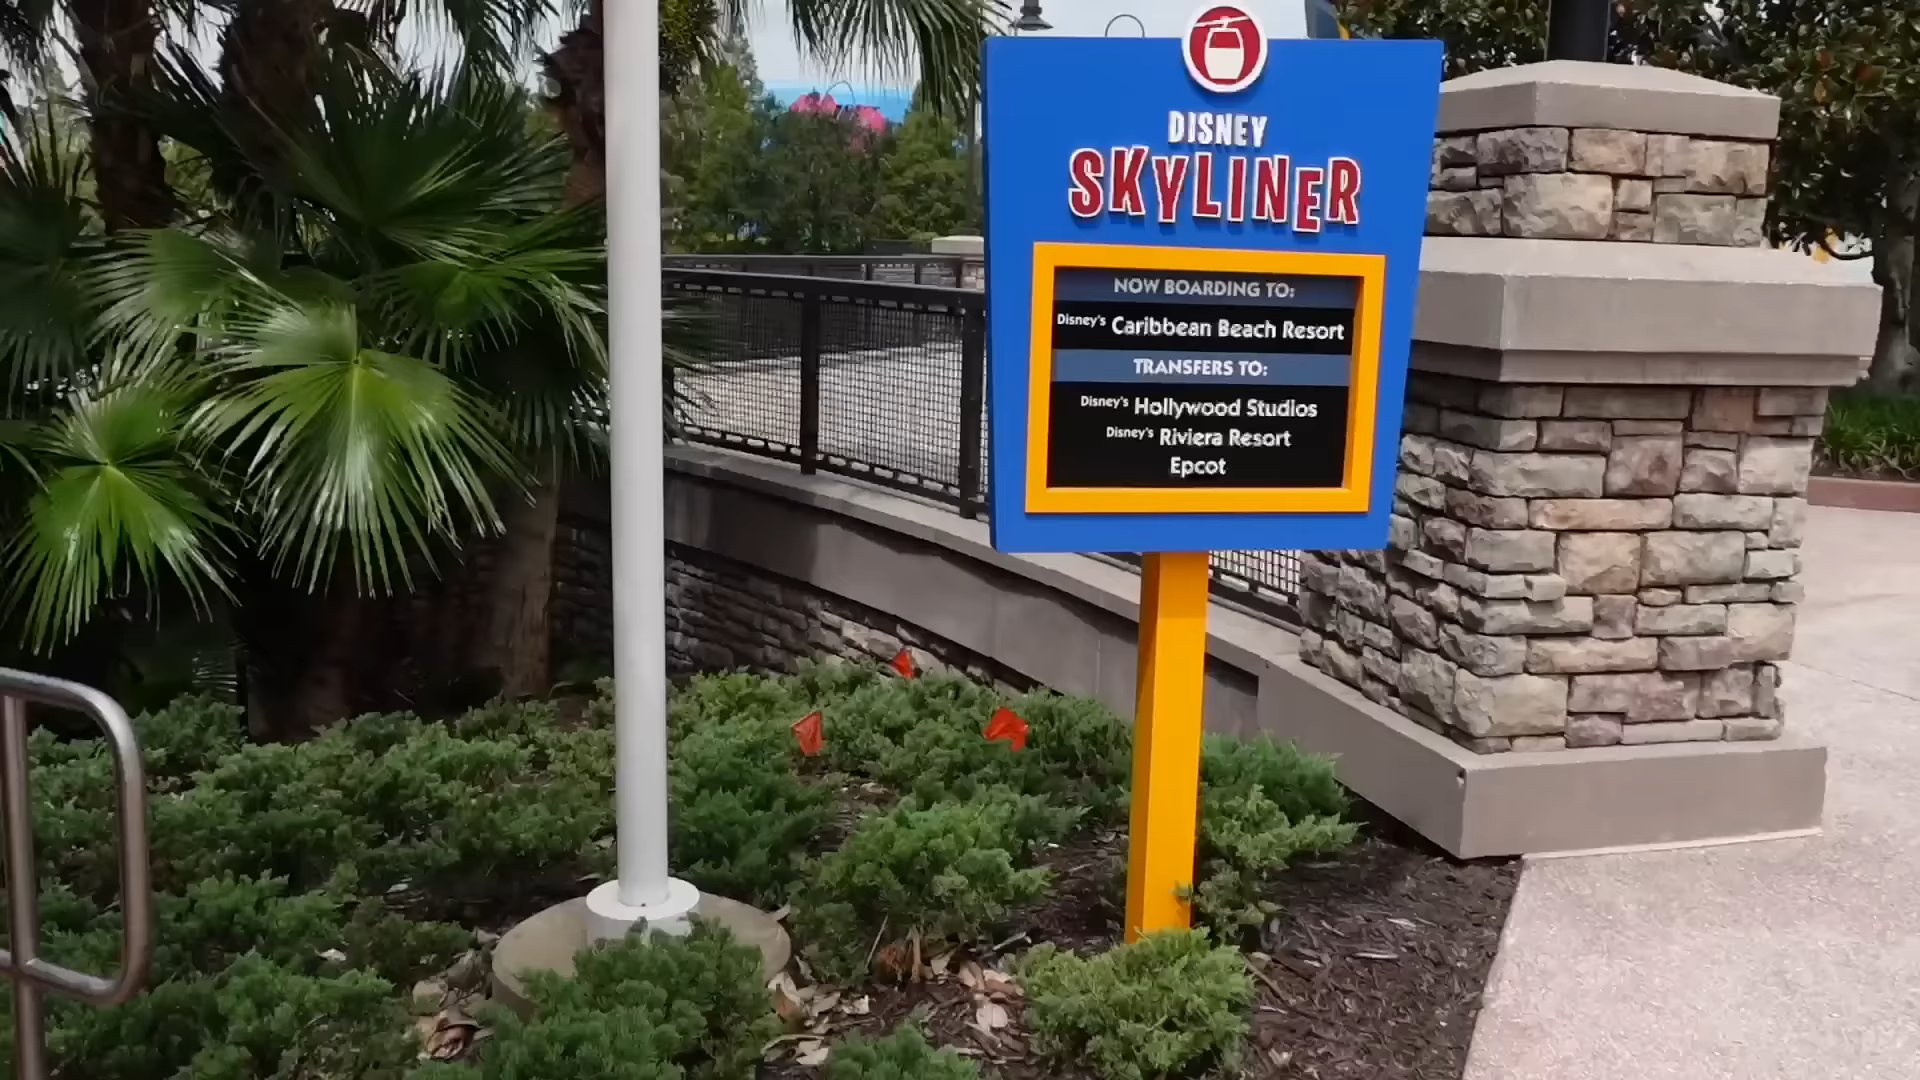 DISNEY
SKYLINER
NOW BOARDING TO:
Disney's Caribbean Beach Resort
TRANSFERS TO:
Disney's Hollywood Studios
Disney's Riviera Resort
Epcot